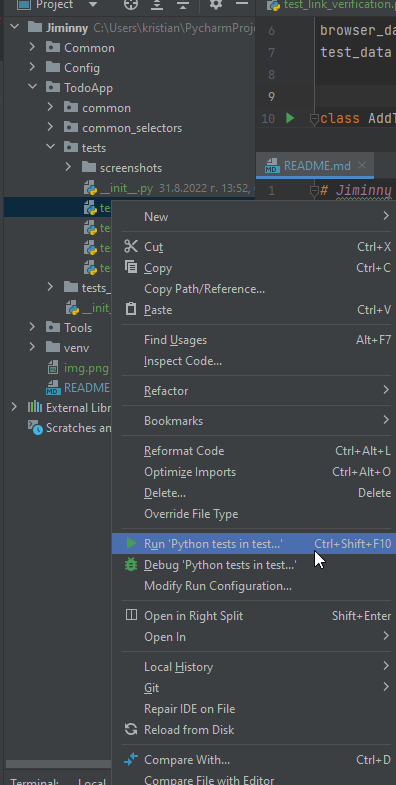 Project
test_link_verification.py
Jiminny C:\Users\kristian\PycharmProj
Common
Config
TodoApp
common
common_selectors
tests
screenshots
__init__.py 31.8.2022 г. 13:52,
te
te
te
te
tests_
__init_
Tools
venv
img.png
README
External Libr
Scratches an
6 browser_da
7 test_data
8
9
10 class AddT
README.md
1 # Jiminny
New
Cut Ctrl+X
Copy Ctrl+C
Copy Path/Reference...
Paste Ctrl+V
Find Usages Alt+F7
Inspect Code...
Refactor
Bookmarks
Reformat Code Ctrl+Alt+L
Optimize Imports Ctrl+Alt+O
Delete... Delete
Override File Type
Run 'Python tests in test...' Ctrl+Shift+F10
Debug 'Python tests in test...'
Modify Run Configuration...
Open in Right Split Shift+Enter
Open In
Local History
Git
Repair IDE on File
Reload from Disk
Compare With... Ctrl+D
Compare File with Editor
Terminal: Local